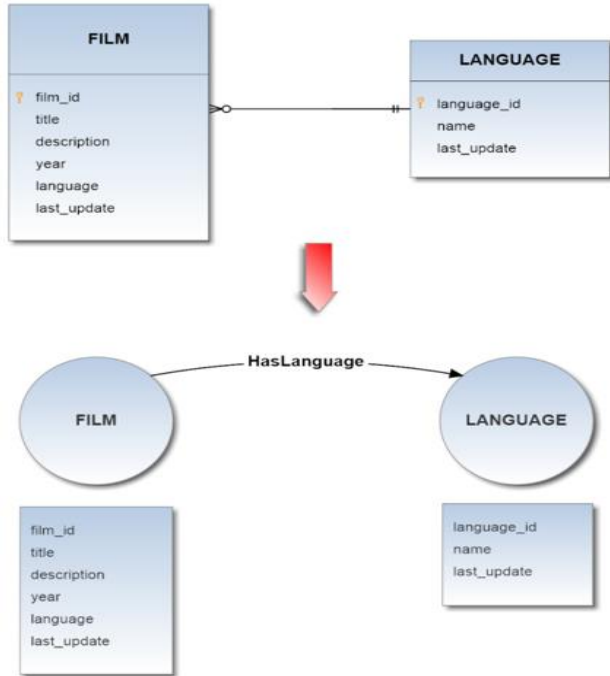 FILM
film_id
title
description
year
language
last_update
LANGUAGE
language_id
name
last_update
HasLanguage
FILM
LANGUAGE
film_id
title
description
year
language
last_update
language_id
name
last_update